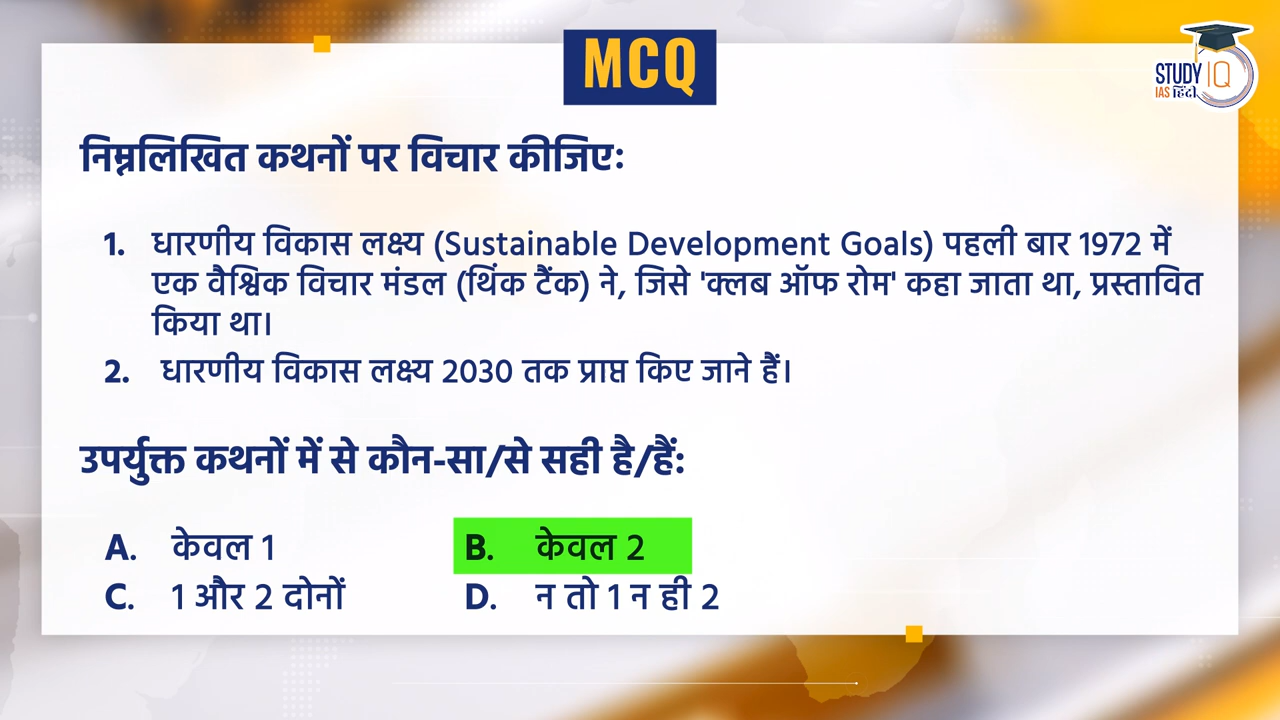 MCQ
STUDY IQ
IAS हिंदी
निम्नलिखित कथनों पर विचार कीजिएः
1. धारणीय विकास लक्ष्य (Sustainable Development Goals) पहली बार 1972 में
एक वैश्विक विचार मंडल (थिंक टैंक) ने, जिसे 'क्लब ऑफ रोम' कहा जाता था, प्रस्तावित
किया था।
2. धारणीय विकास लक्ष्य 2030 तक प्राप्त किए जाने हैं।
उपर्युक्त कथनों में से कौन-सा/से सही है/हैं:
A. केवल 1 B. केवल 2
C. 1 और 2 दोनों D. न तो 1 न ही 2